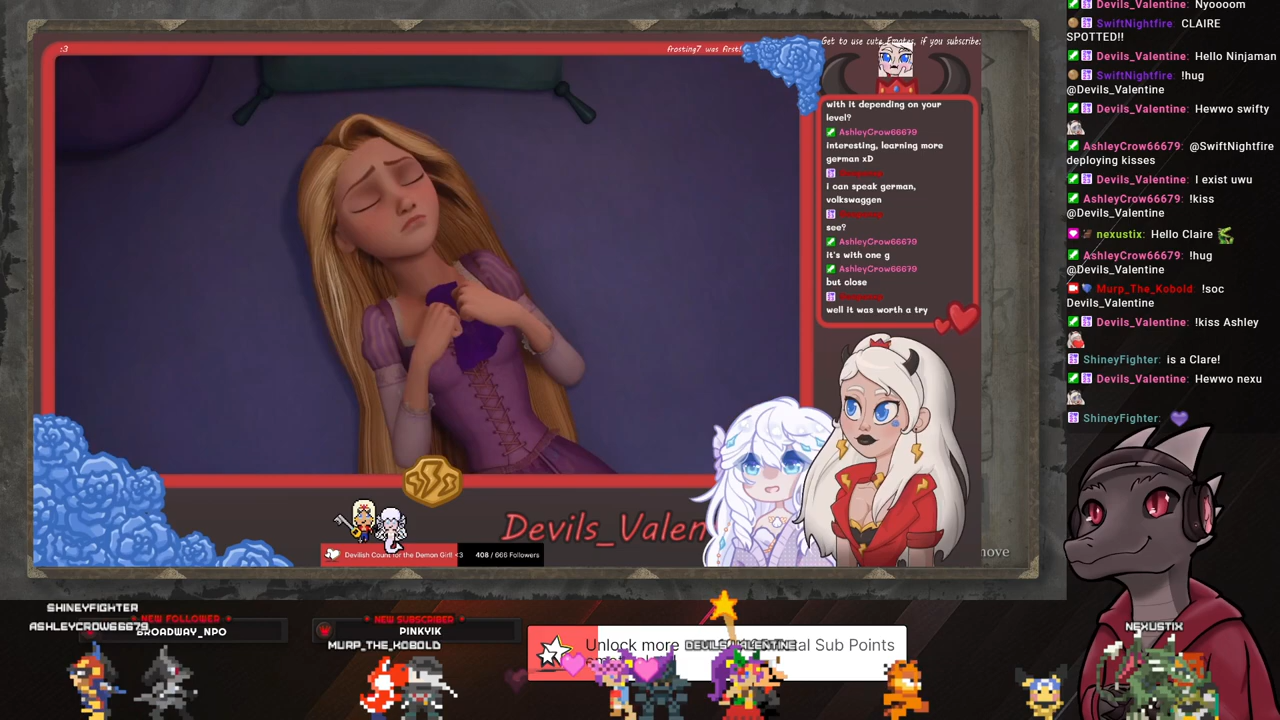 :3
frosting7 was first!
Get to use cute Emotes, if you subscribe:
with it depending on your
level?
AshleyCrow66679
interesting, learning more
german xD
i can speak german,
volkswaggen
see?
AshleyCrow66679
it's with one g
AshleyCrow66679
but close
well it was worth a try
Devils_Valen
Devilish Count for the Demon Girl! <3 408 / 666 Followers
nove
Devils_Valentine: Nyoooom
SwiftNightfire: CLAIRE
SPOTTED!!
Devils_Valentine: Hello Ninjaman
SwiftNightfire: !hug
@Devils_Valentine
Devils_Valentine: Hewwo swifty
AshleyCrow66679: @SwiftNightfire
deploying kisses
Devils_Valentine: I exist uwu
AshleyCrow66679: !kiss
@Devils_Valentine
nexustix: Hello Claire
AshleyCrow66679: !hug
@Devils_Valentine
Murp_The_Kobold: !soc
Devils_Valentine
Devils_Valentine: !kiss Ashley
ShineyFighter: is a Clare!
Devils_Valentine: Hewwo nexu
ShineyFighter:
SHINEYFIGHTER
ASHLEYCROW66679
NEW FOLLOWER
BROADWAY_NPO
NEW SUBSCRIBER
PINKYIK
MURP_THE_KOBOLD
Unlock more al Sub Points
DEVILS_VALENTINE
NEXUSTIX